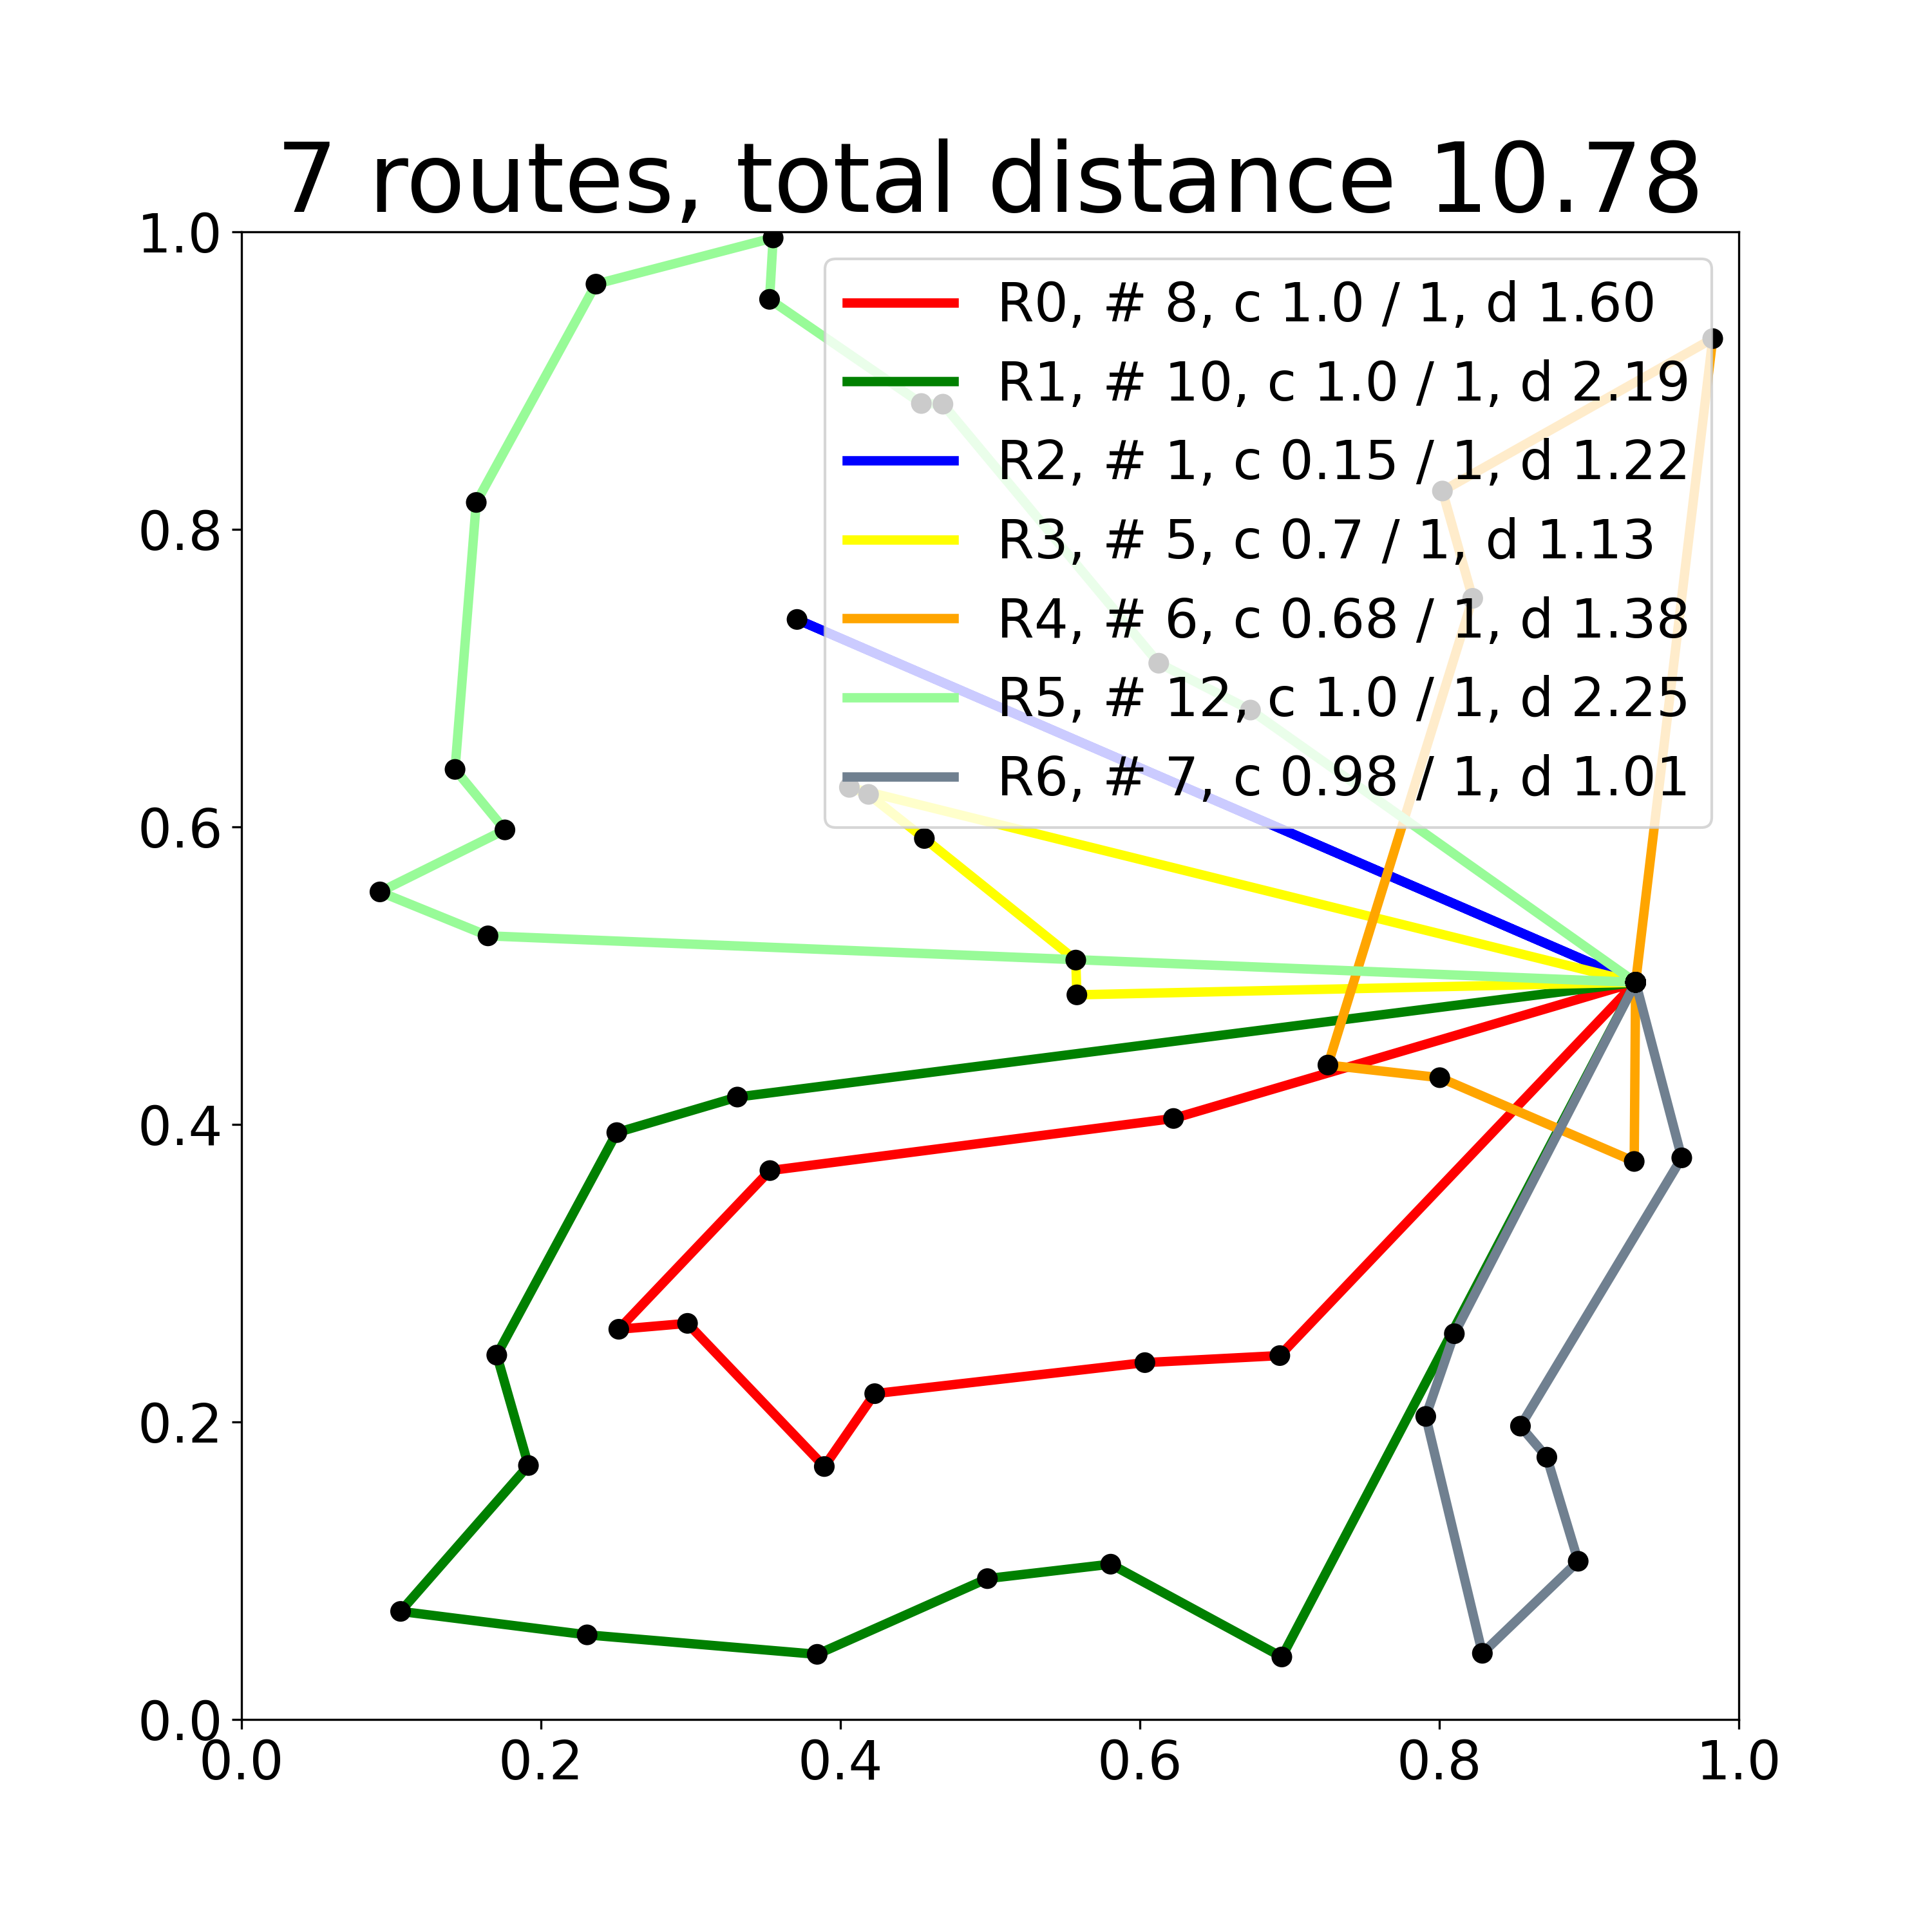 7 routes, total distance 10.78
1.0
0.8
0.6
0.4
0.2
0.0
R0, # 8, c 1.0 / 1, d 1.60
R1, # 10, c 1.0 / 1, d 2.19
R2, # 1, c 0.15 / 1, d 1.22
R3, # 5, c 0.7 / 1, d 1.13
R4, # 6, c 0.68 / 1, d 1.38
R5, # 12, c 1.0 / 1, d 2.25
R6, # 7, c 0.98 / 1, d 1.01
0.0 0.2 0.4 0.6 0.8 1.0